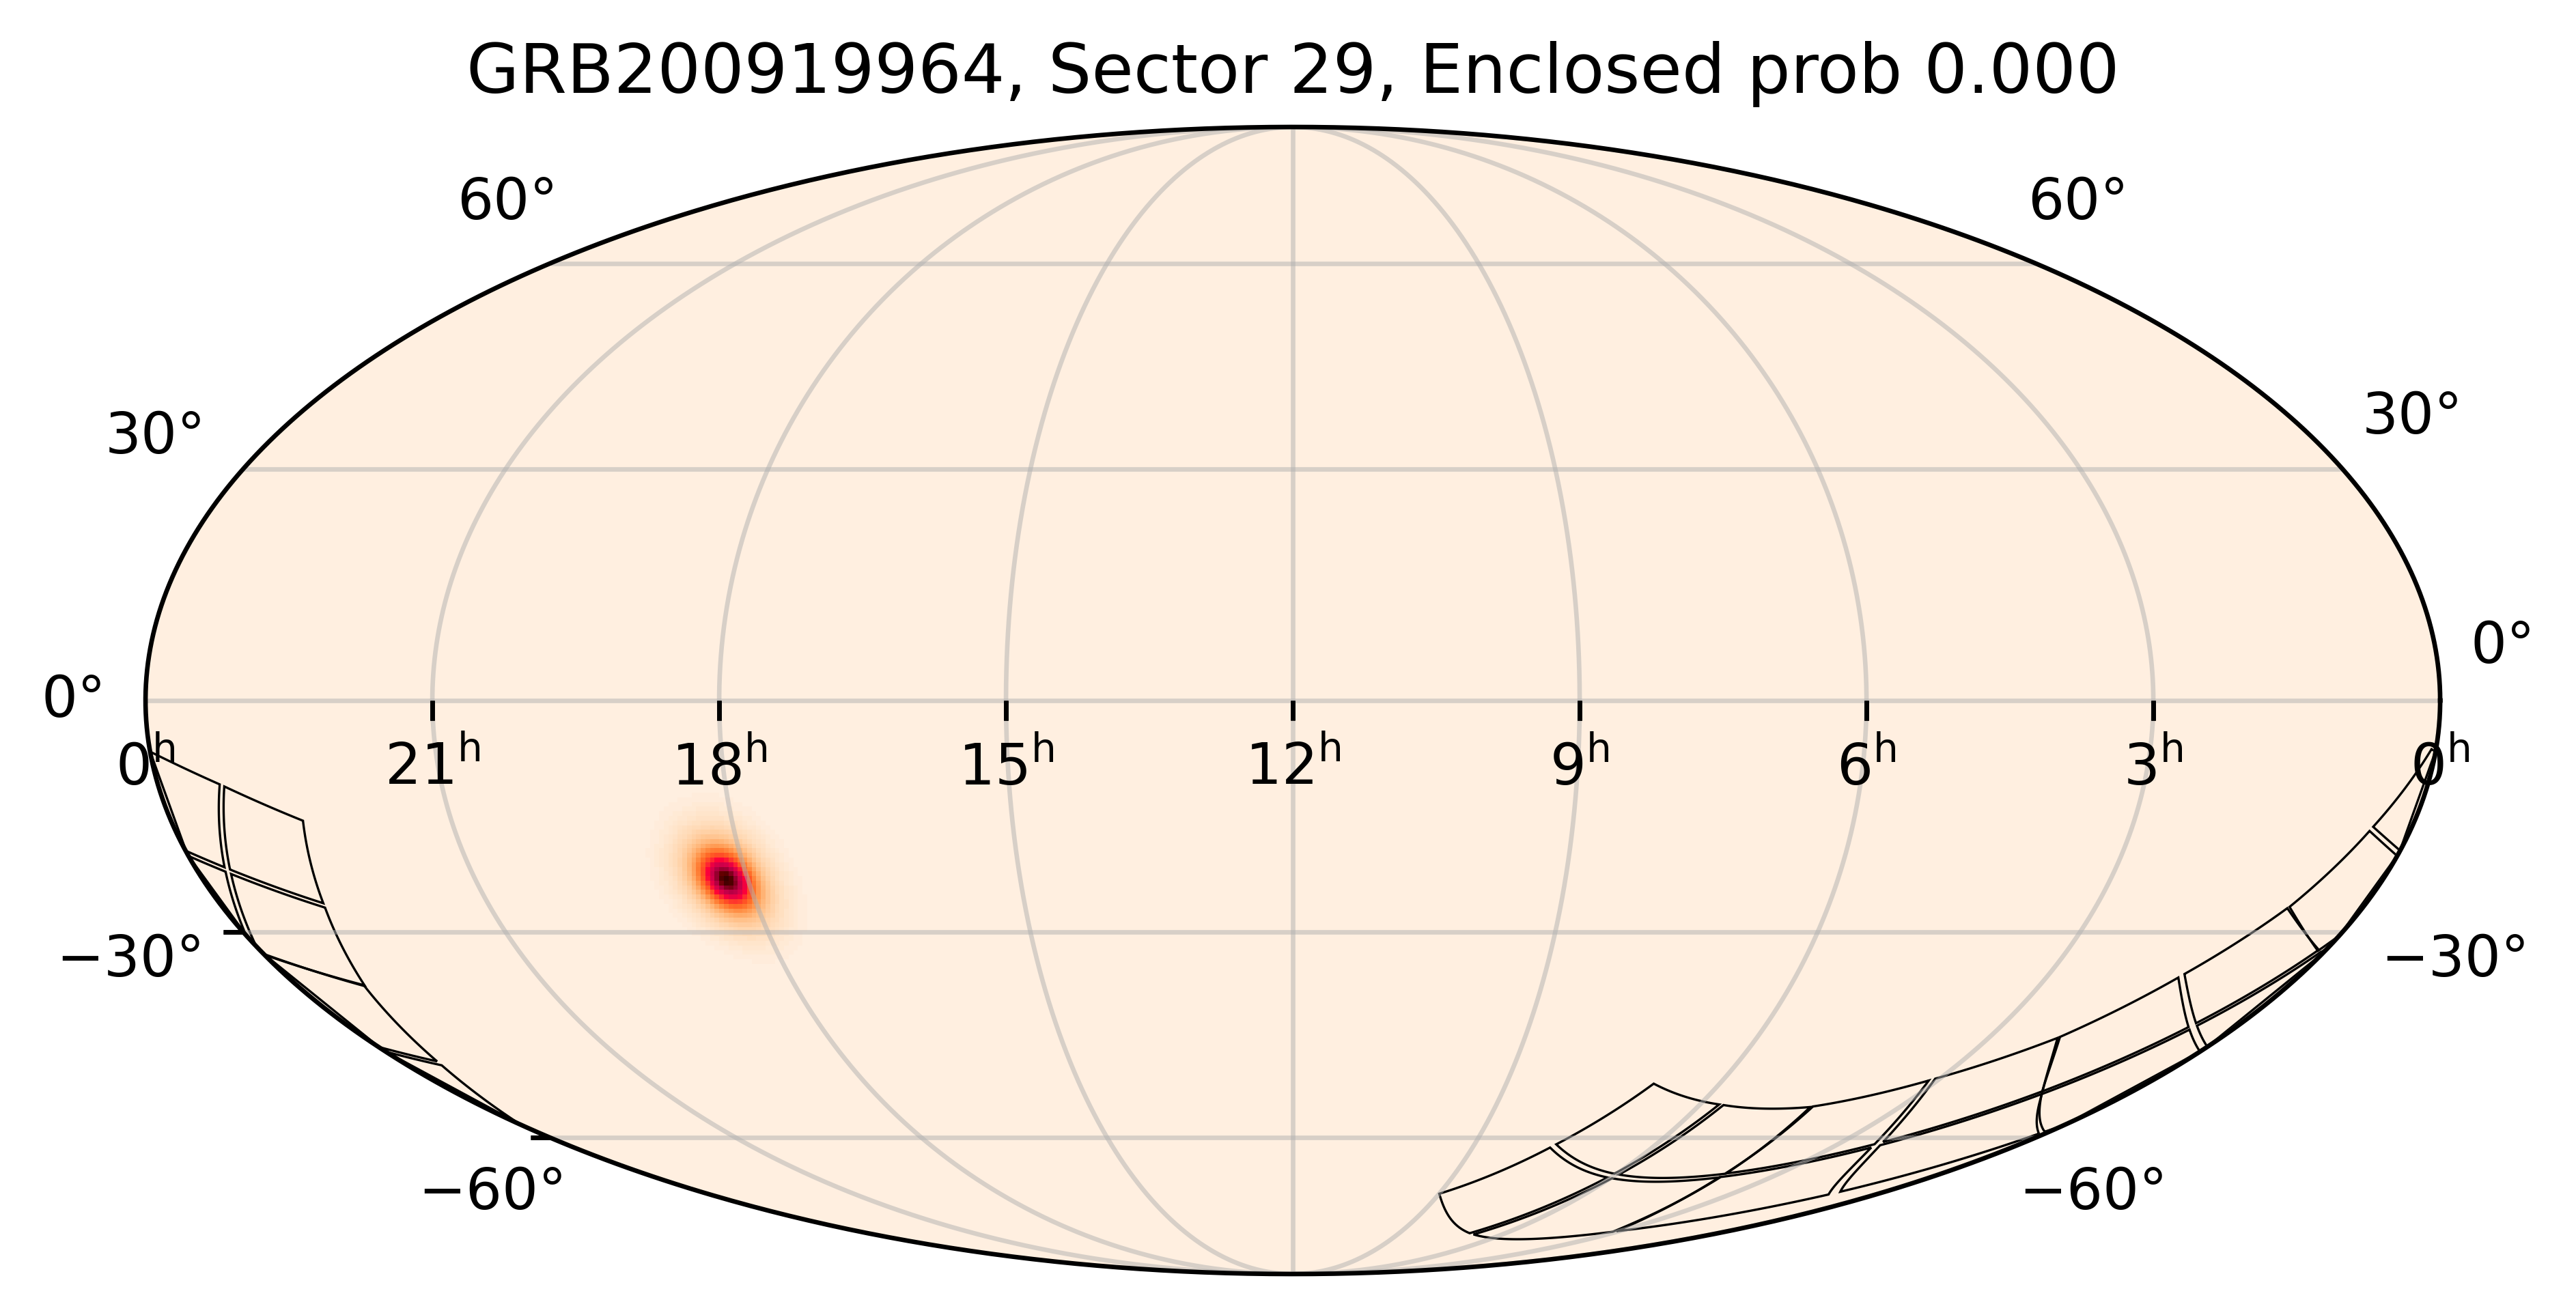 GRB200919964, Sector 29, Enclosed prob 0.000
60° 60°
30° 30°
0° 0°
0ʰ 21ʰ 18ʰ 15ʰ 12ʰ 9ʰ 6ʰ 3ʰ 0ʰ
−30° −30°
−60° −60°